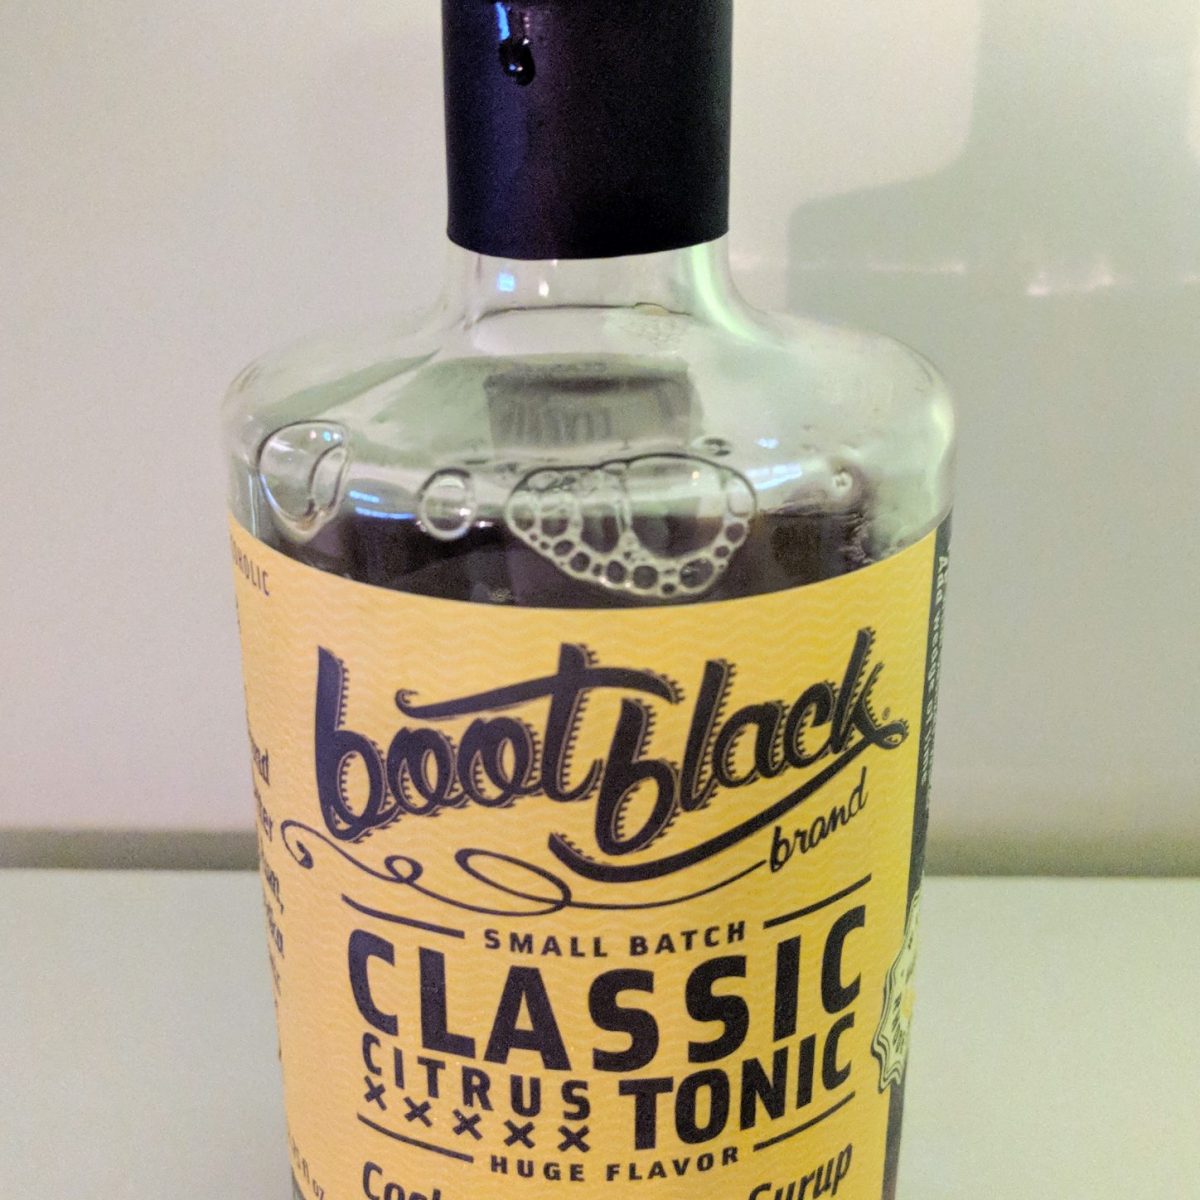 bootblack®
brand
SMALL BATCH
CLASSIC
CITRUS TONIC
×××××
HUGE FLAVOR
Syrup